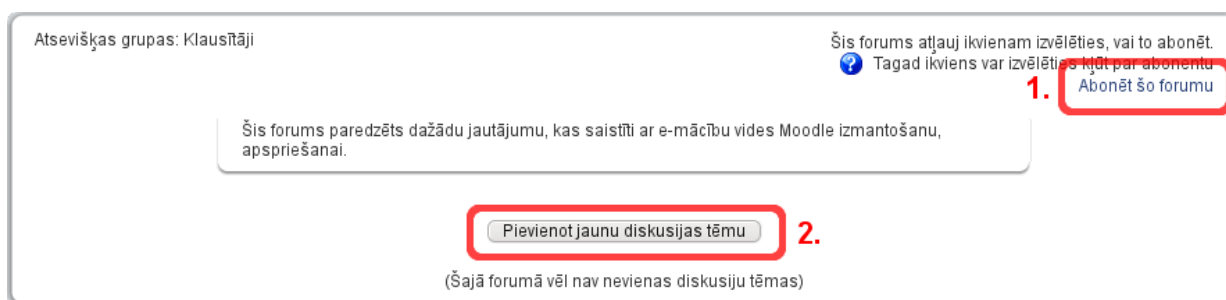 Atsevišķas grupas: Klausītāji
Šis forums atļauj ikvienam izvēlēties, vai to abonēt.
Tagad ikviens var izvēlēties kļūt par abonentu
1.
Abonēt šo forumu
Šis forums paredzēts dažādu jautājumu, kas saistīti ar e-mācību vides Moodle izmantošanu,
apspriešanai.
Pievienot jaunu diskusijas tēmu
2.
(Šajā forumā vēl nav nevienas diskusiju tēmas)